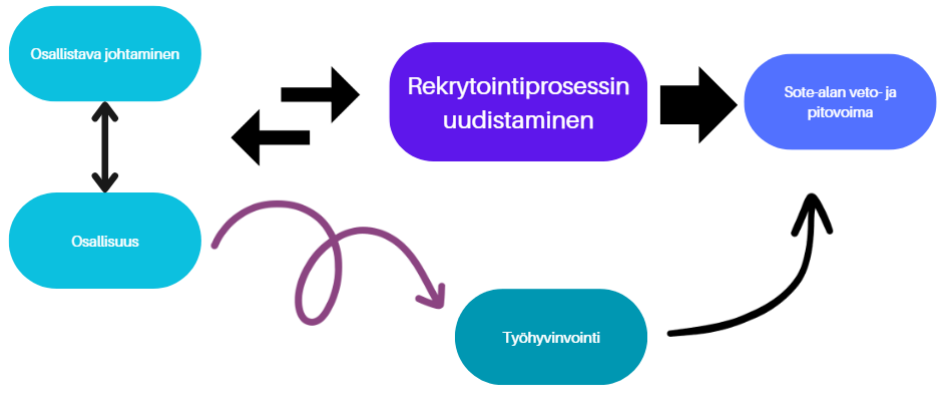 Osallistava johtaminen
Rekrytointiprosessin
uudistaminen
Sote-alan veto- ja
pitovoima
Osallisuus
Työhyvinvointi